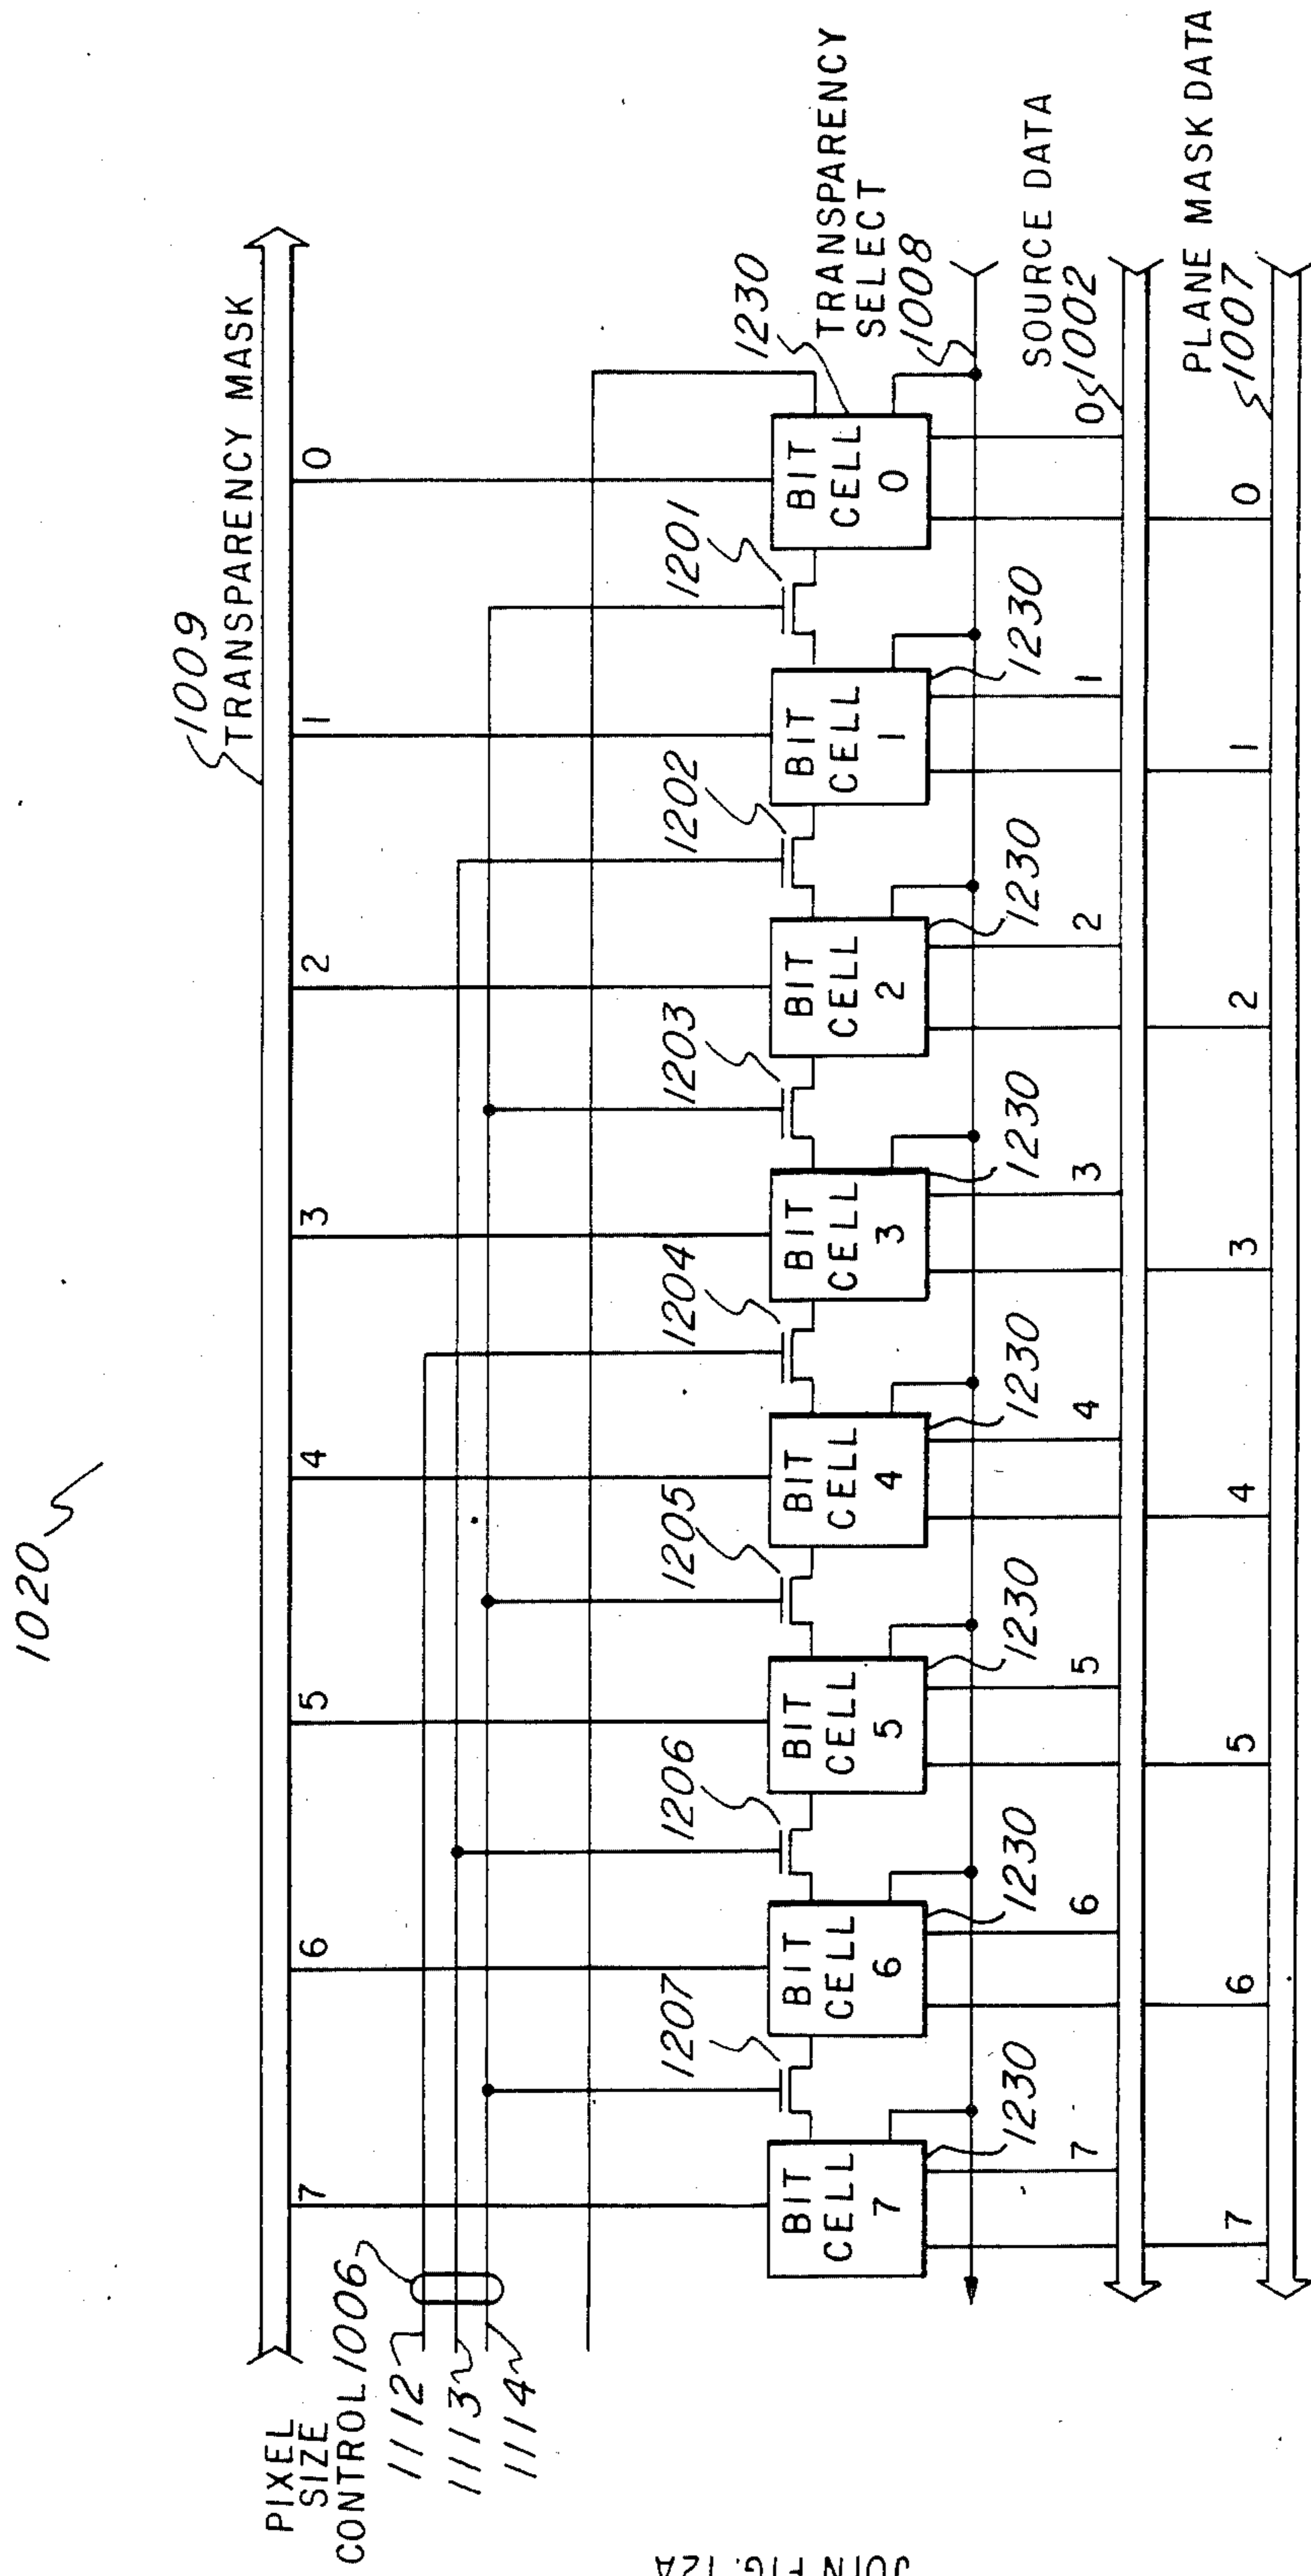 1020
1009
TRANSPARENCY MASK
PIXEL
SIZE
CONTROL 1006
1112
1113
1114
7 6 5 4 3 2 1 0
1207 1206 1205 1204 1203 1202 1201 1230
BIT CELL 7
BIT CELL 6
BIT CELL 5
BIT CELL 4
BIT CELL 3
BIT CELL 2
BIT CELL 1
BIT CELL 0
TRANSPARENCY
SELECT
1008
1230 1230 1230 1230 1230 1230 1230
SOURCE DATA
1002
7 6 5 4 3 2 1 0
PLANE MASK DATA
1007
7 6 5 4 3 2 1 0
JOIN FIG. 12A